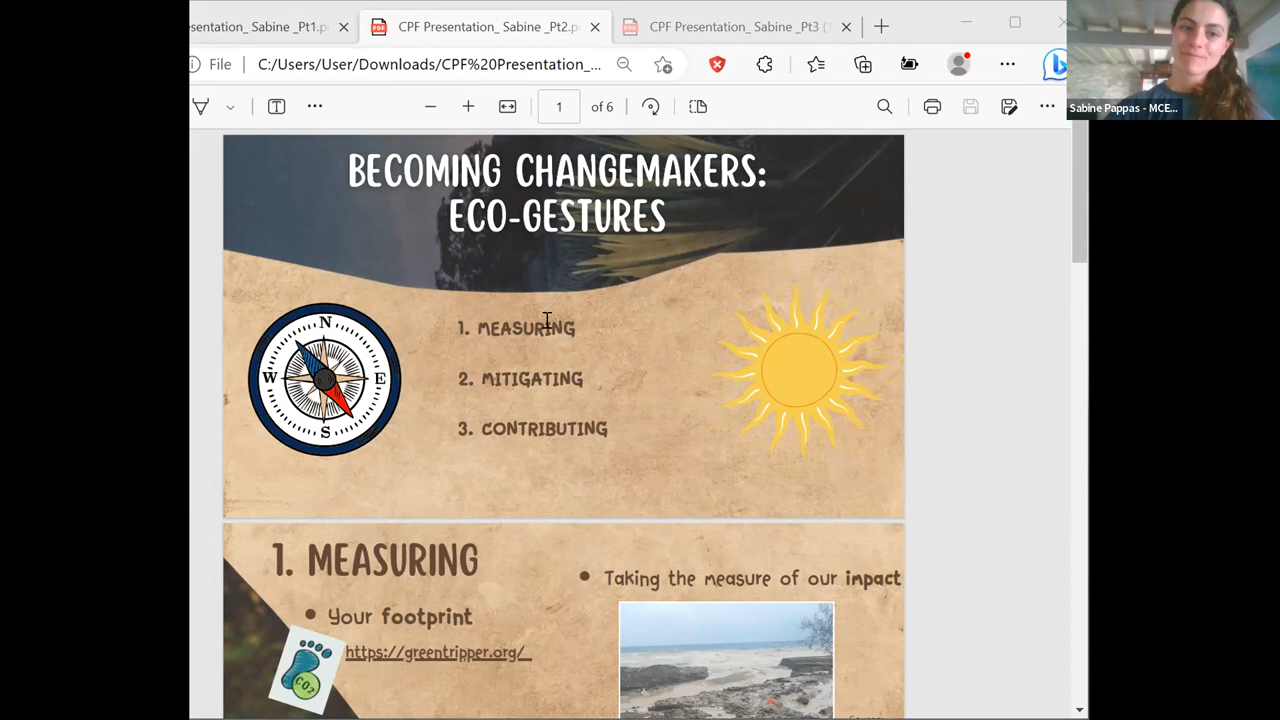 esentation_ Sabine _Pt1.p
CPF Presentation_ Sabine _Pt2.p
CPF Presentation_ Sabine _Pt3 (
File
C:/Users/User/Downloads/CPF%20Presentation_...
1 of 6
Sabine Pappas - MCE...
BECOMING CHANGEMAKERS:
ECO-GESTURES
N
W
E
S
1. MEASURING
2. MITIGATING
3. CONTRIBUTING
1. MEASURING
• Your footprint
https://greentripper.org/
CO2
• Taking the measure of our impact